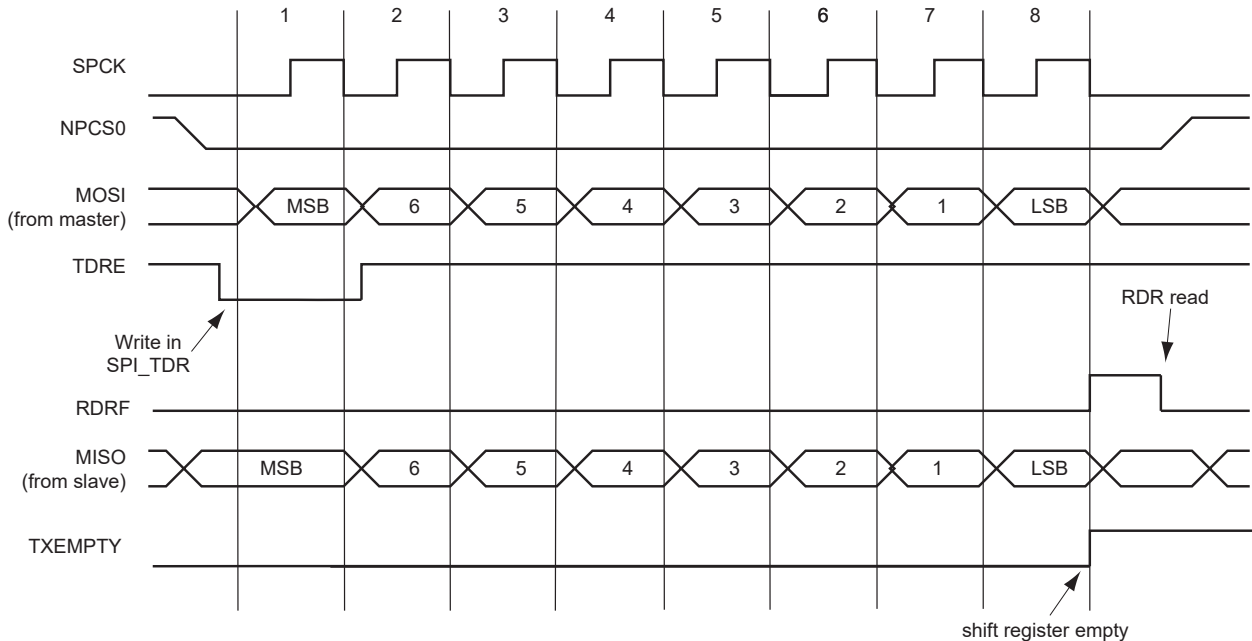 1 2 3 4 5 6 7 8
SPCK
NPCS0
MOSI
(from master)
MSB 6 5 4 3 2 1 LSB
TDRE
Write in
SPI_TDR
RDR read
RDRF
MISO
(from slave)
MSB 6 5 4 3 2 1 LSB
TXEMPTY
shift register empty